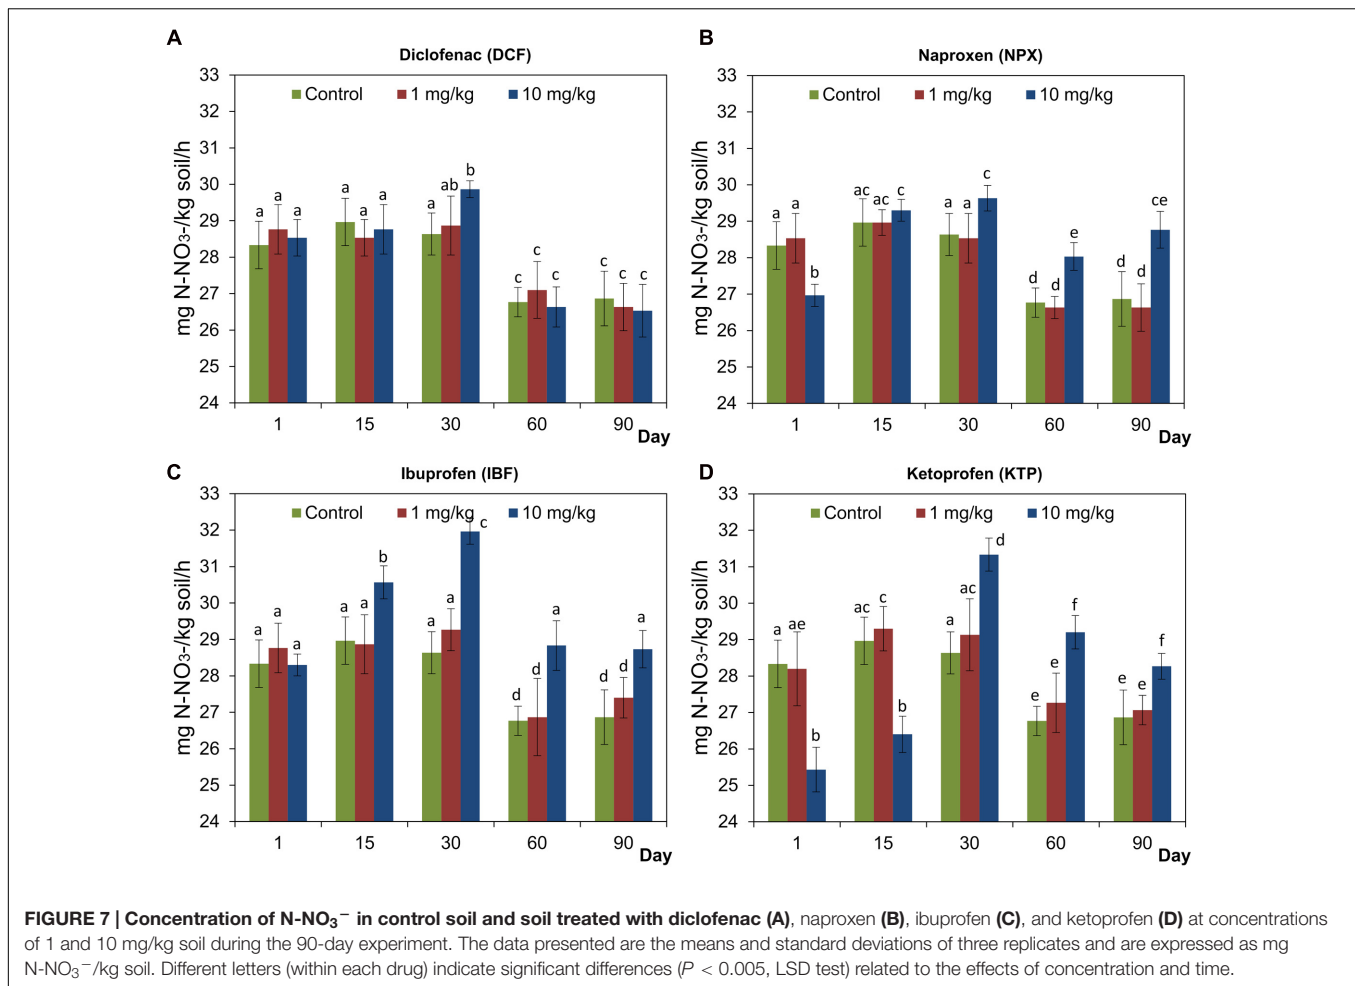 A
Diclofenac (DCF)
33
32
31
30
29
28
27
26
25
24
mg N-NO3-/kg soil/h
Control 1 mg/kg 10 mg/kg
a a a a a a a ab b c c c c c c
1 15 30 60 90
Day
B
Naproxen (NPX)
33
32
31
30
29
28
27
26
25
24
mg N-NO3-/kg soil/h
Control 1 mg/kg 10 mg/kg
a a b ac ac c a a c d d e d d ce
1 15 30 60 90
Day
C
Ibuprofen (IBF)
33
32
31
30
29
28
27
26
25
24
mg N-NO3-/kg soil/h
Control 1 mg/kg 10 mg/kg
a a a a a b a a c d d a d d a
1 15 30 60 90
Day
D
Ketoprofen (KTP)
33
32
31
30
29
28
27
26
25
24
mg N-NO3-/kg soil/h
Control 1 mg/kg 10 mg/kg
a ae b ac c b a ac d e e f e e f
1 15 30 60 90
Day
FIGURE 7 | Concentration of N-NO₃⁻ in control soil and soil treated with diclofenac (A), naproxen (B), ibuprofen (C), and ketoprofen (D) at concentrations
of 1 and 10 mg/kg soil during the 90-day experiment. The data presented are the means and standard deviations of three replicates and are expressed as mg
N-NO₃⁻/kg soil. Different letters (within each drug) indicate significant differences (P < 0.005, LSD test) related to the effects of concentration and time.